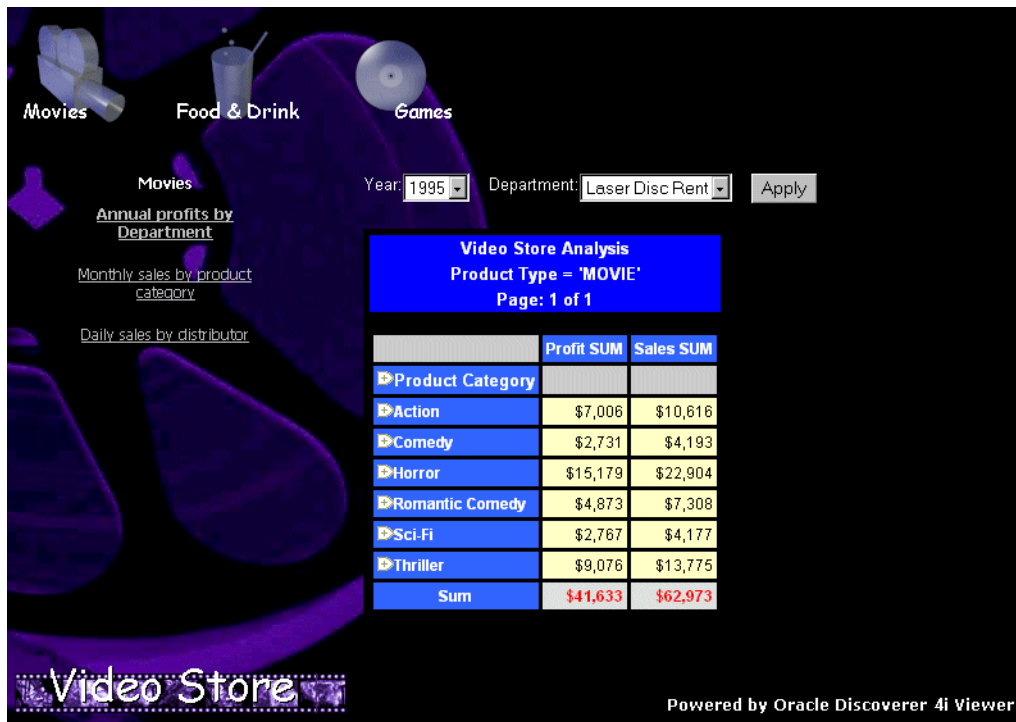 Movies
Food & Drink
Games
Movies
Annual profits by
Department
Monthly sales by product
category
Daily sales by distributor
Year: 1995 Department: Laser Disc Rent Apply
Video Store Analysis
Product Type = 'MOVIE'
Page: 1 of 1
Profit SUM Sales SUM
Product Category
Action $7,006 $10,616
Comedy $2,731 $4,193
Horror $15,179 $22,904
Romantic Comedy $4,873 $7,308
Sci-Fi $2,767 $4,177
Thriller $9,076 $13,775
Sum $41,633 $62,973
Video Store
Powered by Oracle Discoverer 4i Viewer